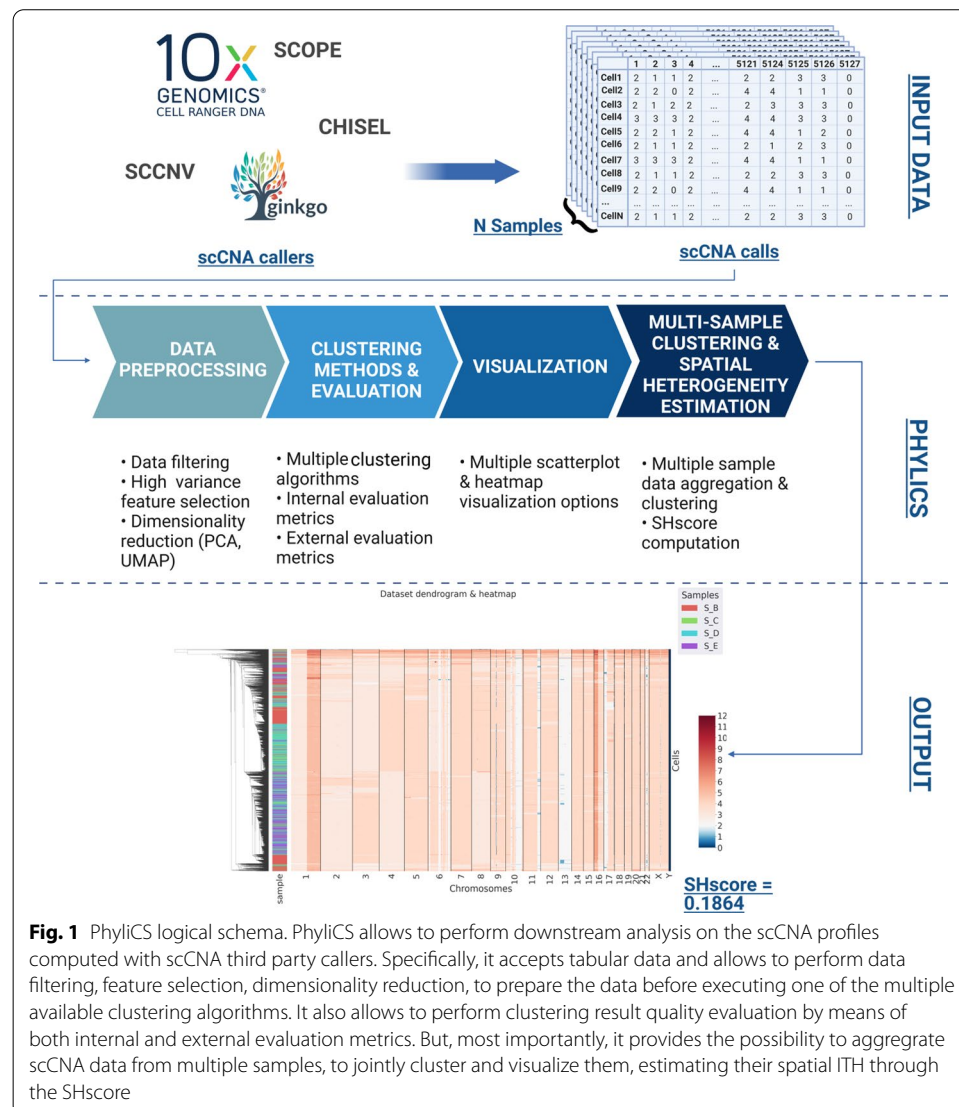 10x
GENOMICS®
CELL RANGER DNA
SCOPE
CHISEL
SCCNV
ginkgo
scCNA callers
N Samples
1 2 3 4 ... 5121 5124 5125 5126 5127
Cell1 2 1 1 2 ... 2 2 3 3 0
Cell2 2 2 0 2 ... 4 4 1 1 0
Cell3 2 1 2 2 ... 2 3 3 3 0
Cell4 3 3 3 2 ... 4 4 3 3 0
Cell5 2 2 1 2 ... 4 4 1 2 0
Cell6 2 1 1 2 ... 2 1 2 3 0
Cell7 3 3 3 2 ... 4 4 1 1 0
Cell8 2 1 1 2 ... 2 2 3 3 0
Cell9 2 2 0 2 ... 4 4 1 1 0
... ... ... ... ... ... ... ... ... ... ...
CellN 2 1 1 2 ... 2 2 3 3 0
scCNA calls
INPUT DATA
DATA
PREPROCESSING
CLUSTERING
METHODS &
EVALUATION
VISUALIZATION
MULTI-SAMPLE
CLUSTERING &
SPATIAL
HETEROGENEITY
ESTIMATION
• Data filtering
• High variance
feature selection
• Dimensionality
reduction (PCA,
UMAP)
• Multiple clustering
algorithms
• Internal evaluation
metrics
• External evaluation
metrics
• Multiple scatterplot
& heatmap
visualization options
• Multiple sample
data aggregation &
clustering
• SHscore
computation
PHYLICS
Dataset dendrogram & heatmap
Samples
S_B
S_C
S_D
S_E
12
11
10
9
8
7
6
5
4
3
2
1
0
Cells
sample
1 2 3 4 5 6 7 8 9 10 11 12 13 14 15 16 17 18 19 20 21 22 X Y
Chromosomes
SHscore =
0.1864
OUTPUT
Fig. 1 PhyliCS logical schema. PhyliCS allows to perform downstream analysis on the scCNA profiles
computed with scCNA third party callers. Specifically, it accepts tabular data and allows to perform data
filtering, feature selection, dimensionality reduction, to prepare the data before executing one of the multiple
available clustering algorithms. It also allows to perform clustering result quality evaluation by means of
both internal and external evaluation metrics. But, most importantly, it provides the possibility to aggregrate
scCNA data from multiple samples, to jointly cluster and visualize them, estimating their spatial ITH through
the SHscore